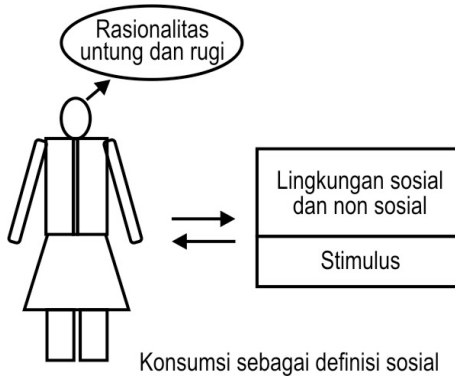 Rasionalitas
untung dan rugi
Lingkungan sosial
dan non sosial
Stimulus
Konsumsi sebagai definisi sosial